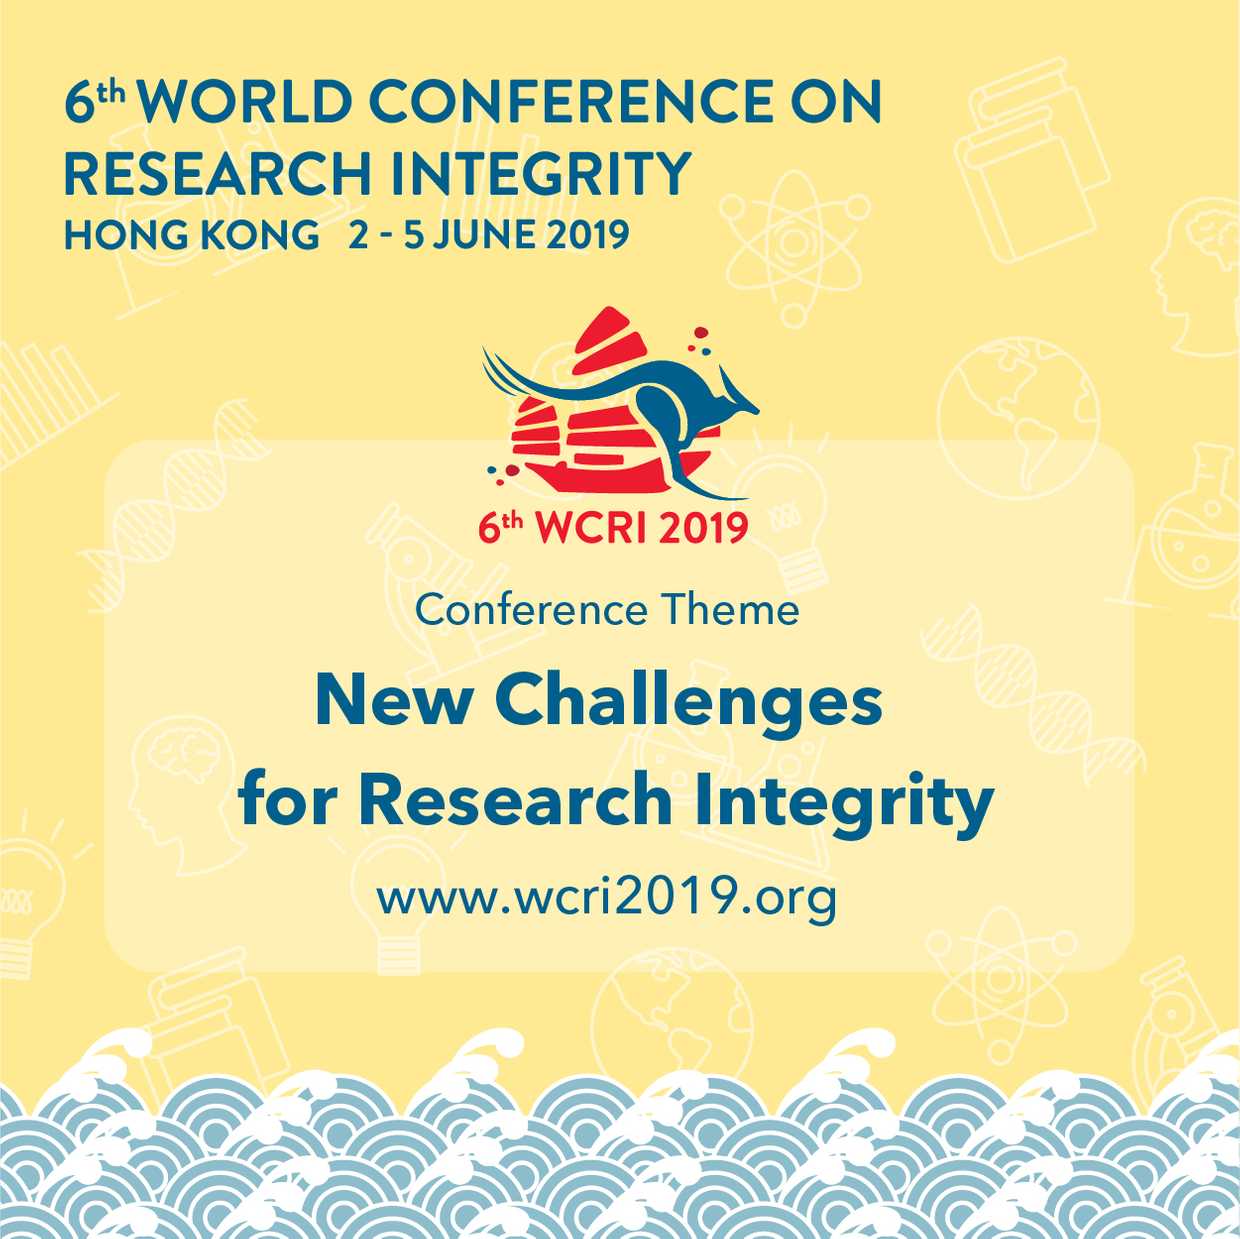 6th WORLD CONFERENCE ON
RESEARCH INTEGRITY
HONG KONG 2 - 5 JUNE 2019
6th WCRI 2019
Conference Theme
New Challenges
for Research Integrity
www.wcri2019.org